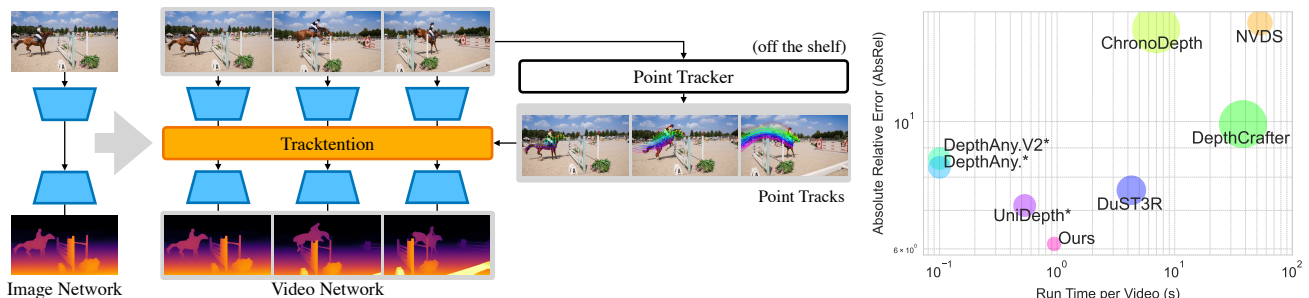 (off the shelf)
Point Tracker
Tracktention
Point Tracks
Image Network
Video Network
Absolute Relative Error (AbsRel)
10¹
6 × 10⁰
ChronoDepth
NVDS
DepthCrafter
DepthAny.V2*
DepthAny.*
DuST3R
UniDepth*
Ours
10⁻¹
10⁰
10¹
10²
Run Time per Video (s)